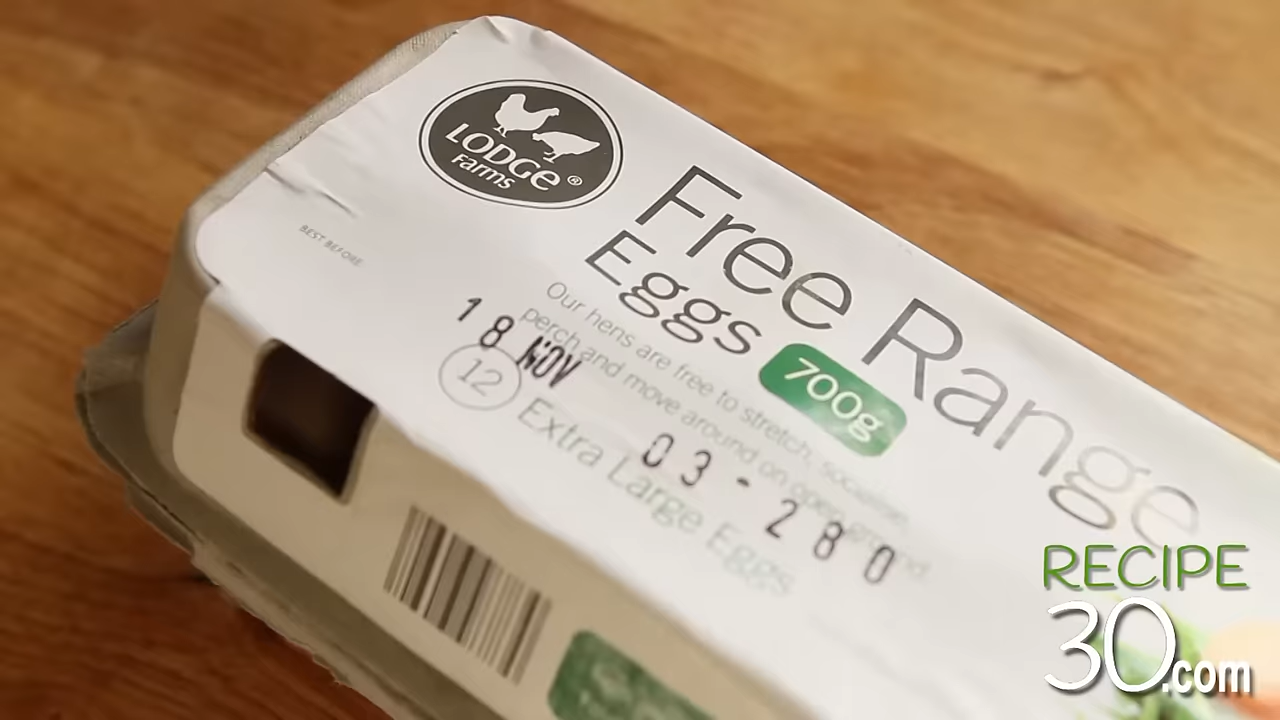 LODGE
Farms ®
Free Range
Eggs
700g
BEST BEFORE
Our hens are free to stretch, socialise,
perch and move around on open ground
18 NOV
12 Extra Large Eggs
03-280
RECIPE
30.com